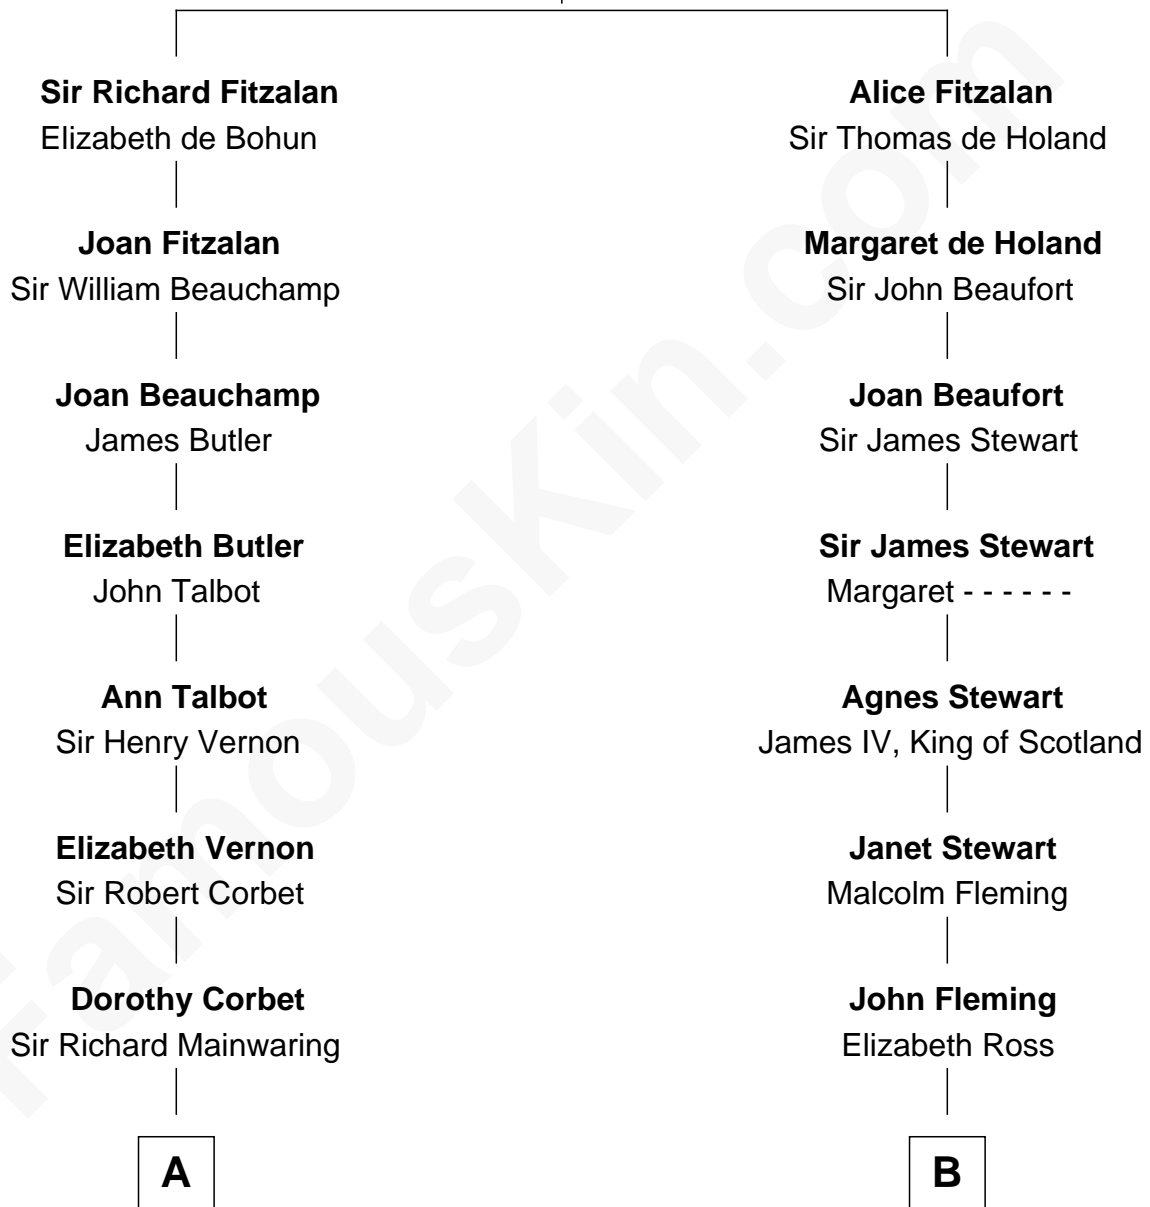 Sir Richard Fitzalan
Elizabeth de Bohun
Alice Fitzalan
Sir Thomas de Holand
Joan Fitzalan
Sir William Beauchamp
Margaret de Holand
Sir John Beaufort
Joan Beauchamp
James Butler
Joan Beaufort
Sir James Stewart
Elizabeth Butler
John Talbot
Sir James Stewart
Margaret - - - - - -
Ann Talbot
Sir Henry Vernon
Agnes Stewart
James IV, King of Scotland
Elizabeth Vernon
Sir Robert Corbet
Janet Stewart
Malcolm Fleming
Dorothy Corbet
Sir Richard Mainwaring
John Fleming
Elizabeth Ross
A
B
FamousKin.com